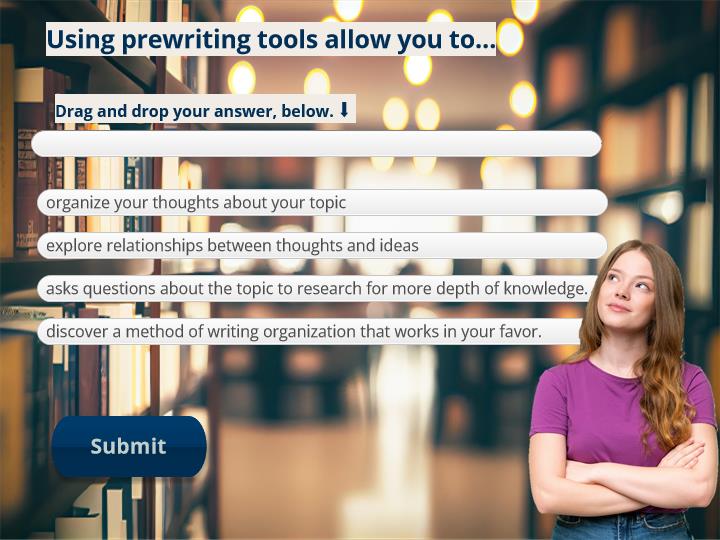 Using prewriting tools allow you to...
Drag and drop your answer, below. ⬇
organize your thoughts about your topic
explore relationships between thoughts and ideas
asks questions about the topic to research for more depth of knowledge.
discover a method of writing organization that works in your favor.
Submit